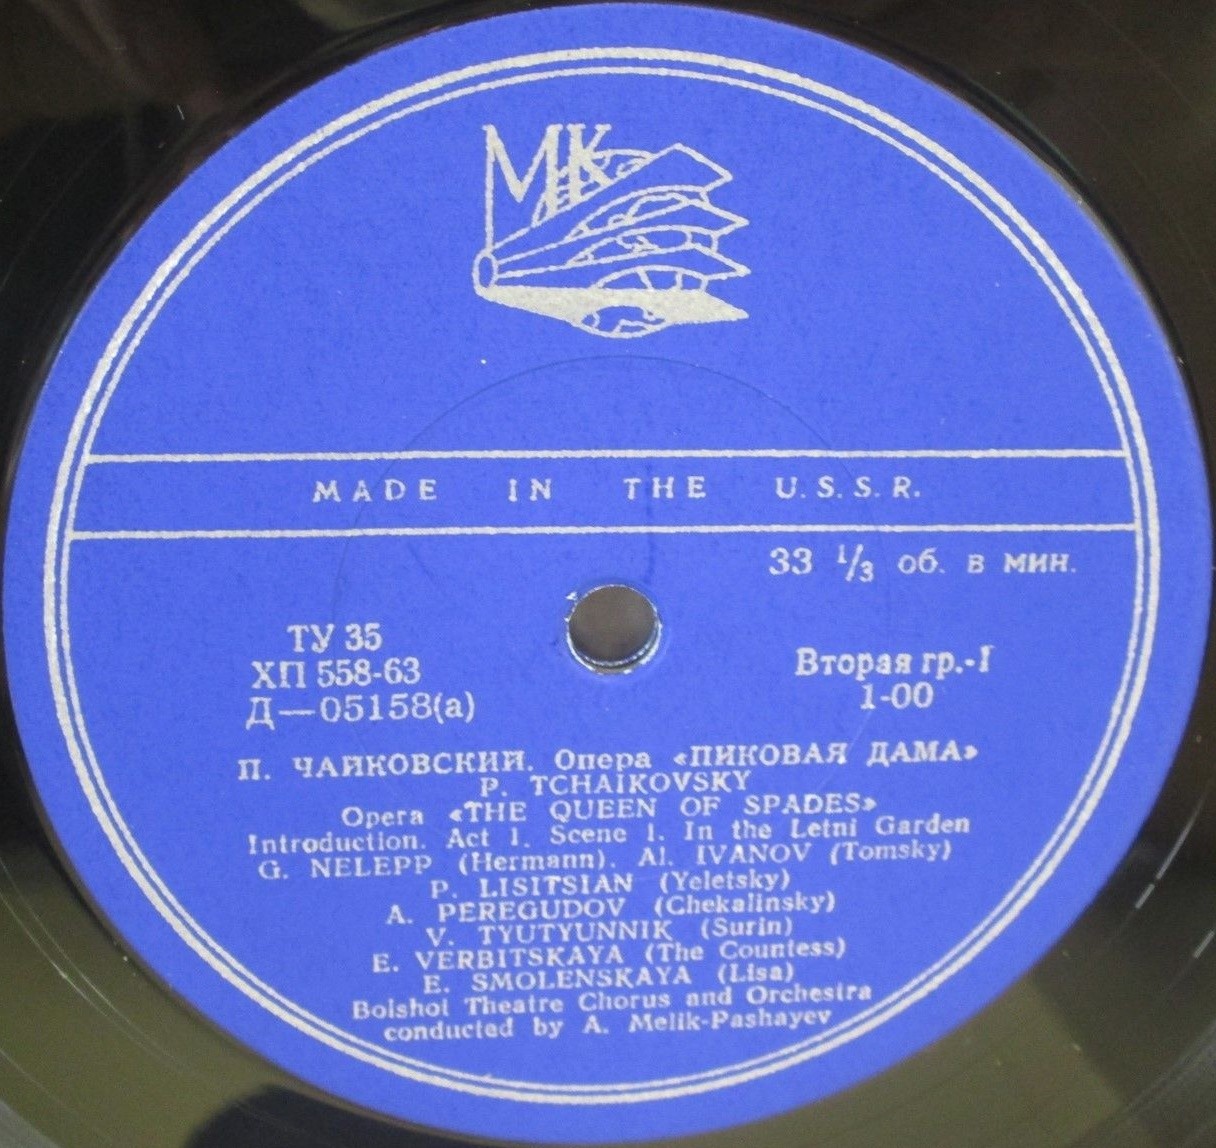 МК
MADE IN THE U.S.S.R.
33 1/3 об. в мин.
ТУ 35
ХП 558-63
Д—05158(а)
Вторая гр.-I
1-00
П. ЧАЙКОВСКИЙ. Опера «ПИКОВАЯ ДАМА»
P. TCHAIKOVSKY
Opera «THE QUEEN OF SPADES»
Introduction. Act 1. Scene 1. In the Letni Garden
G. NELEPP (Hermann). Al. IVANOV (Tomsky)
P. LISITSIAN (Yeletsky)
A. PEREGUDOV (Chekalinsky)
V. TYUTYUNNIK (Surin)
E. VERBITSKAYA (The Countess)
E. SMOLENSKAYA (Lisa)
Bolshoi Theatre Chorus and Orchestra
conducted by A. Melik-Pashayev